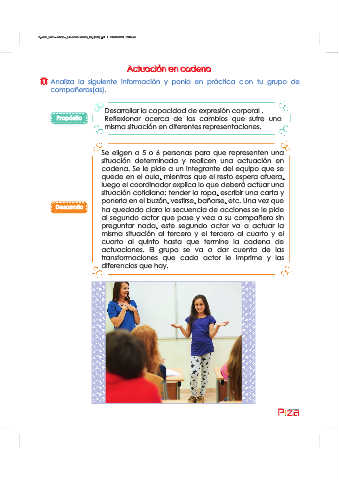 Actuación en cadena
1 Analiza la siguiente información y ponla en práctica con tu grupo de
compañeros(as).
Propósito
Desarrollar la capacidad de expresión corporal .
Reflexionar acerca de los cambios que sufre una
misma situación en diferentes representaciones.
Desarrollo
Se eligen a 5 o 6 personas para que representen una
situación determinada y realicen una actuación en
cadena. Se le pide a un integrante del equipo que se
quede en el aula, mientras que el resto espera afuera,
luego el coordinador explica lo que deberá actuar una
situación cotidiana: tender la ropa, escribir una carta y
ponerla en el buzón, vestirse, bañarse, etc. Una vez que
ha quedado clara la secuencia de acciones se le pide
al segundo actor que pase y vea a su compañero sin
preguntar nada, este segundo actor va a actuar la
misma situación al tercero y el tercero al cuarto y el
cuarto al quinto hasta que termine la cadena de
actuaciones. El grupo se va a dar cuenta de las
transformaciones que cada actor le imprime y las
diferencias que hay.